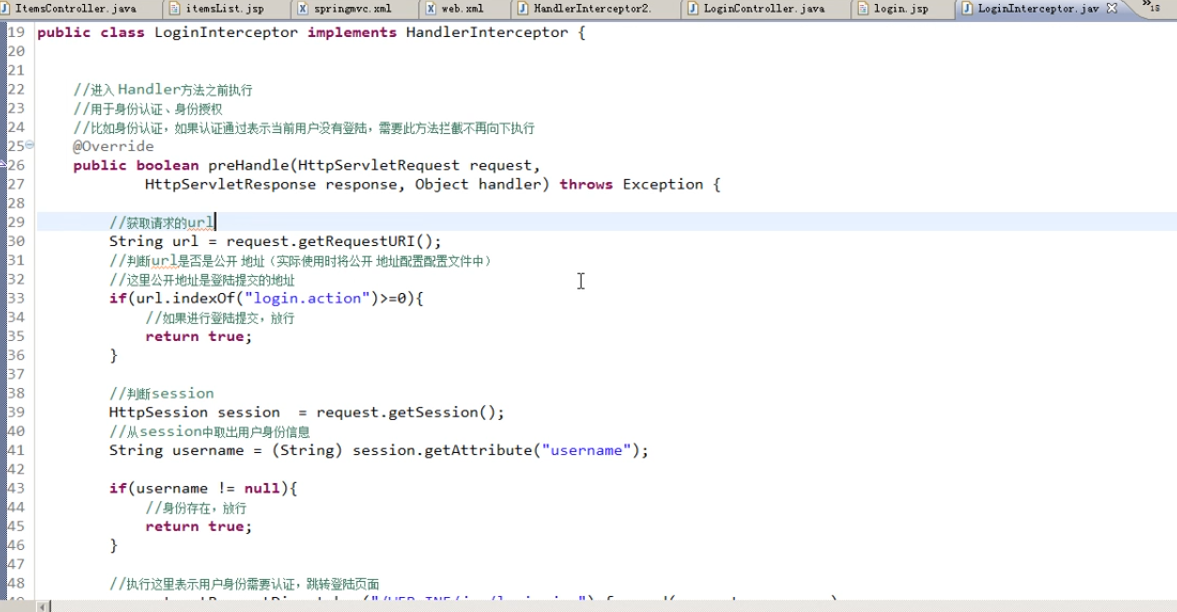 ItemsController.java itemsList.jsp springmvc.xml web.xml HandlerInterceptor2. LoginController.java login.jsp LoginInterceptor.jav
19 public class LoginInterceptor implements HandlerInterceptor {
20
21
22 //进入 Handler方法之前执行
23 //用于身份认证、身份授权
24 //比如身份认证，如果认证通过表示当前用户没有登陆，需要此方法拦截不再向下执行
25 @Override
26 public boolean preHandle(HttpServletRequest request,
27 HttpServletResponse response, Object handler) throws Exception {
28
29 //获取请求的url
30 String url = request.getRequestURI();
31 //判断url是否是公开 地址（实际使用时将公开 地址配置配置文件中）
32 //这里公开地址是登陆提交的地址
33 if(url.indexOf("login.action")>=0){
34 //如果进行登陆提交，放行
35 return true;
36 }
37
38 //判断session
39 HttpSession session  = request.getSession();
40 //从session中取出用户身份信息
41 String username = (String) session.getAttribute("username");
42
43 if(username != null){
44 //身份存在，放行
45 return true;
46 }
47
48 //执行这里表示用户身份需要认证，跳转登陆页面